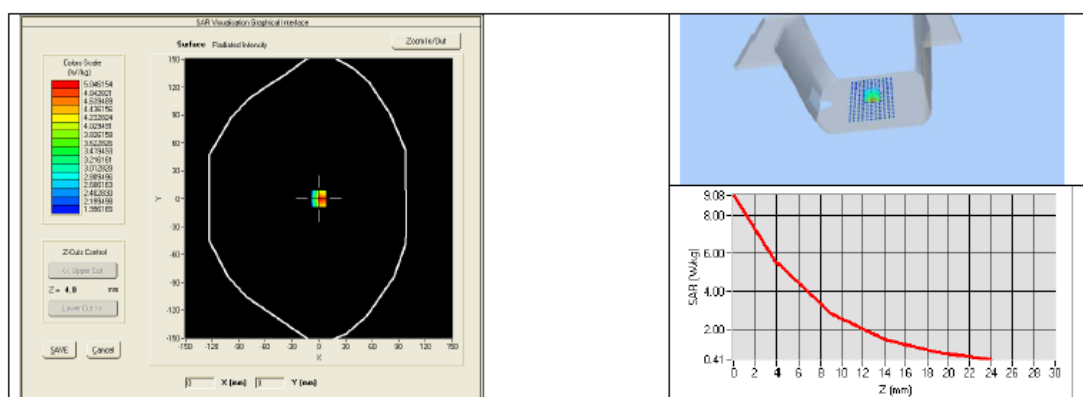 SAR Visualisation Graphical Interface
Surface Radiated Intensity
Zoom In/Out
Colors Scale
(W/kg)
5.046154
4.639489
4.436156
4.232824
4.029491
3.826158
3.622826
3.419493
3.216161
3.012828
2.809496
2.606163
2.402830
2.199498
1.996165
Z-Cuts Control
<< Upper Cut
Z = 4.0 mm
Lower Cut >>
SAVE Cancel
150
120
90
60
30
0
-30
-60
-90
-120
-150
Y
-150 -120 -90 -60 -30 0 30 60 90 120 150
X
0 X (mm) 0 Y (mm)
9.08
8.00
6.00
4.00
2.00
0.41
SAR (W/kg)
0 2 4 6 8 10 12 14 16 18 20 22 24 26 28 30
Z (mm)